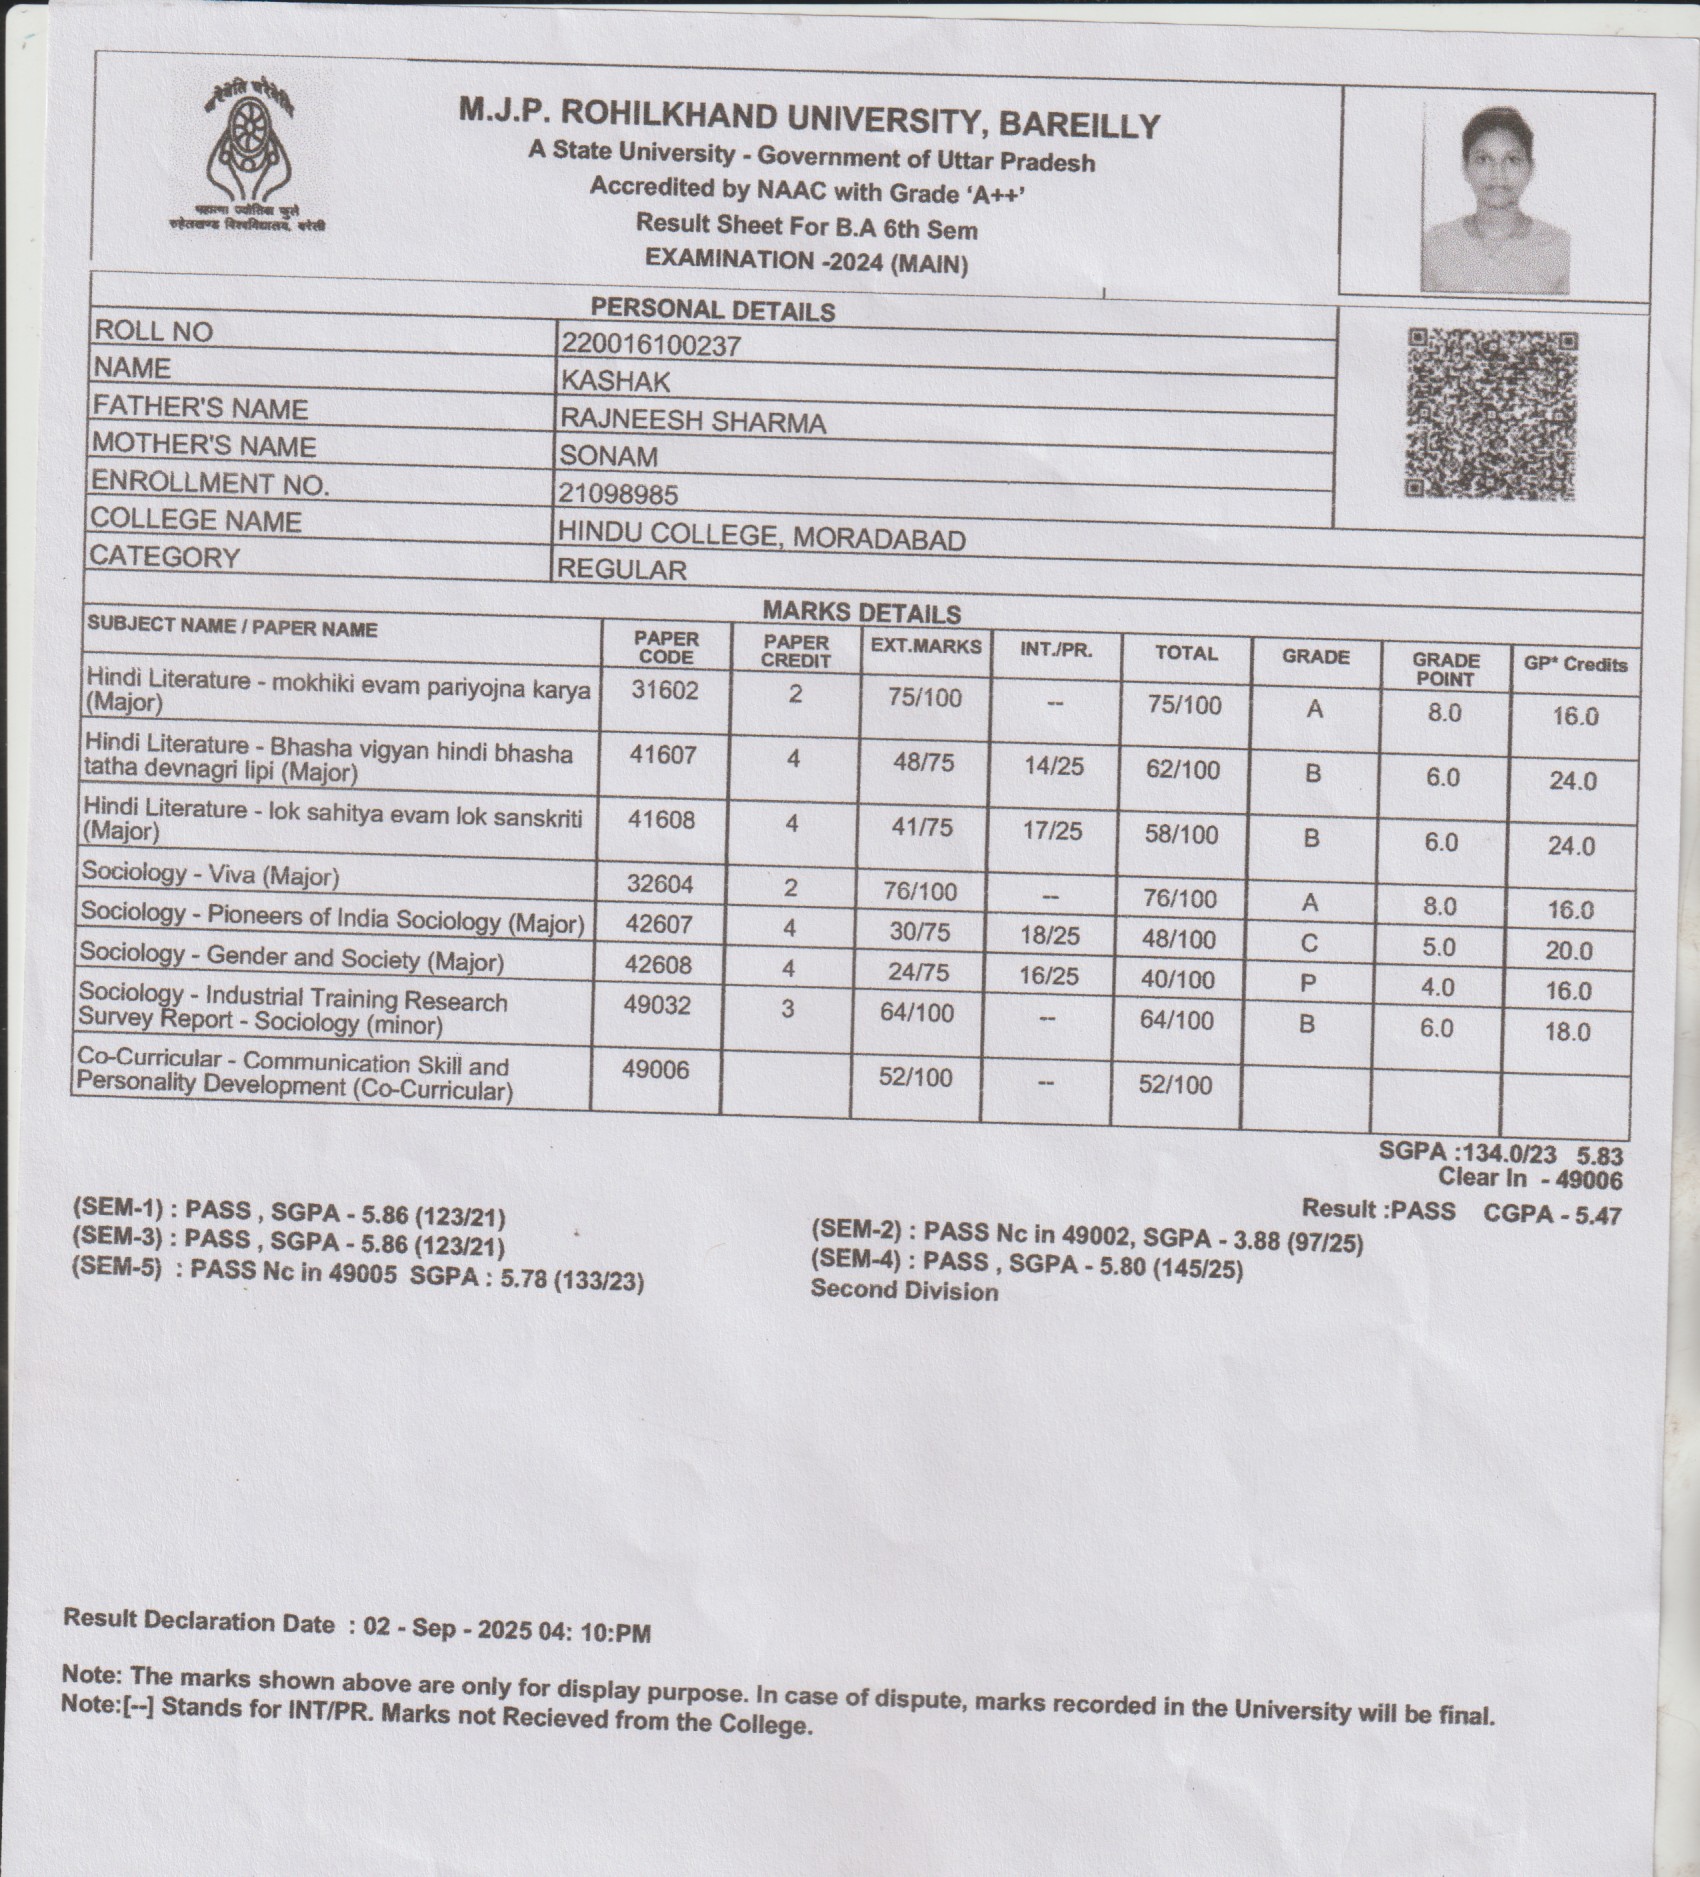 चरैवेति चरैवेति
महात्मा ज्योतिबा फुले
रुहेलखण्ड विश्वविद्यालय, बरेली
M.J.P. ROHILKHAND UNIVERSITY, BAREILLY
A State University - Government of Uttar Pradesh
Accredited by NAAC with Grade ‘A++’
Result Sheet For B.A 6th Sem
EXAMINATION -2024 (MAIN)
PERSONAL DETAILS
ROLL NO 220016100237
NAME KASHAK
FATHER'S NAME RAJNEESH SHARMA
MOTHER'S NAME SONAM
ENROLLMENT NO. 21098985
COLLEGE NAME HINDU COLLEGE, MORADABAD
CATEGORY REGULAR
MARKS DETAILS
SUBJECT NAME / PAPER NAME PAPER CODE PAPER CREDIT EXT.MARKS INT./PR. TOTAL GRADE GRADE POINT GP* Credits
Hindi Literature - mokhiki evam pariyojna karya 31602 2 75/100 -- 75/100 A 8.0 16.0
(Major)
Hindi Literature - Bhasha vigyan hindi bhasha 41607 4 48/75 14/25 62/100 B 6.0 24.0
tatha devnagri lipi (Major)
Hindi Literature - lok sahitya evam lok sanskriti 41608 4 41/75 17/25 58/100 B 6.0 24.0
(Major)
Sociology - Viva (Major) 32604 2 76/100 -- 76/100 A 8.0 16.0
Sociology - Pioneers of India Sociology (Major) 42607 4 30/75 18/25 48/100 C 5.0 20.0
Sociology - Gender and Society (Major) 42608 4 24/75 16/25 40/100 P 4.0 16.0
Sociology - Industrial Training Research 49032 3 64/100 -- 64/100 B 6.0 18.0
Survey Report - Sociology (minor)
Co-Curricular - Communication Skill and 49006 52/100 -- 52/100
Personality Development (Co-Curricular)
SGPA :134.0/23 5.83
Clear In - 49006
Result :PASS CGPA - 5.47
(SEM-1) : PASS , SGPA - 5.86 (123/21)
(SEM-2) : PASS Nc in 49002, SGPA - 3.88 (97/25)
(SEM-3) : PASS , SGPA - 5.86 (123/21)
(SEM-4) : PASS , SGPA - 5.80 (145/25)
(SEM-5) : PASS Nc in 49005 SGPA : 5.78 (133/23)
Second Division
Result Declaration Date : 02 - Sep - 2025 04: 10:PM
Note: The marks shown above are only for display purpose. In case of dispute, marks recorded in the University will be final.
Note:[--] Stands for INT/PR. Marks not Recieved from the College.